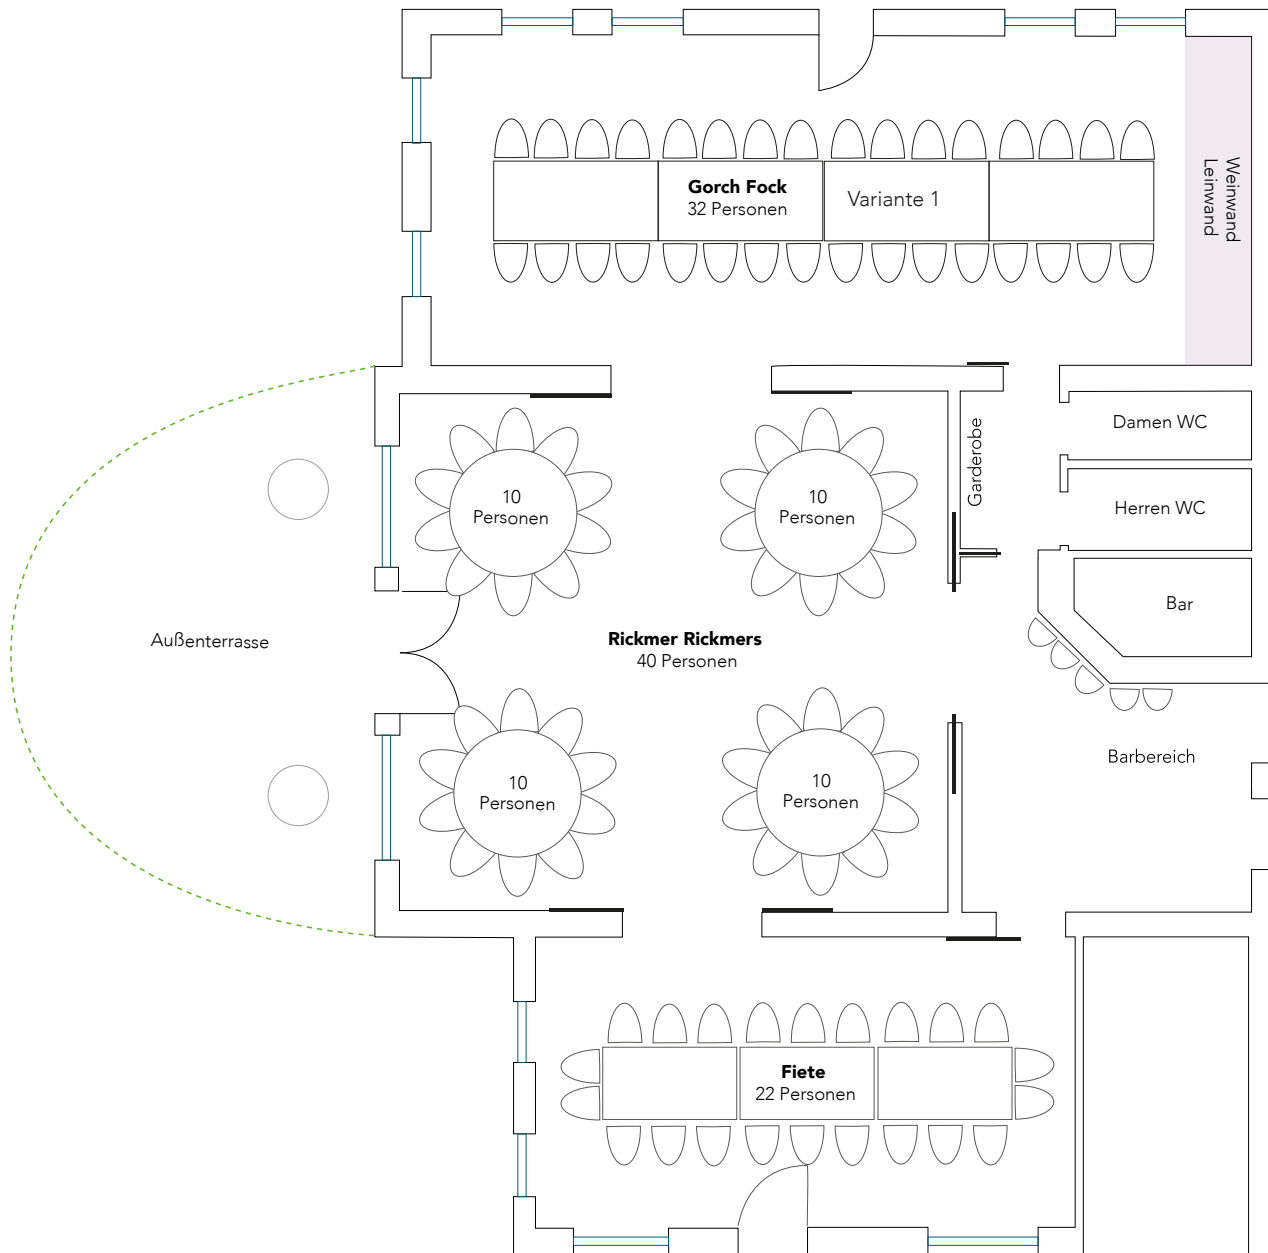 Gorch Fock
32 Personen
Variante 1
Weinwand
Leinwand
Damen WC
Garderobe
Herren WC
10
Personen
10
Personen
Bar
Außenterrasse
Rickmer Rickmers
40 Personen
Barbereich
10
Personen
10
Personen
Fiete
22 Personen